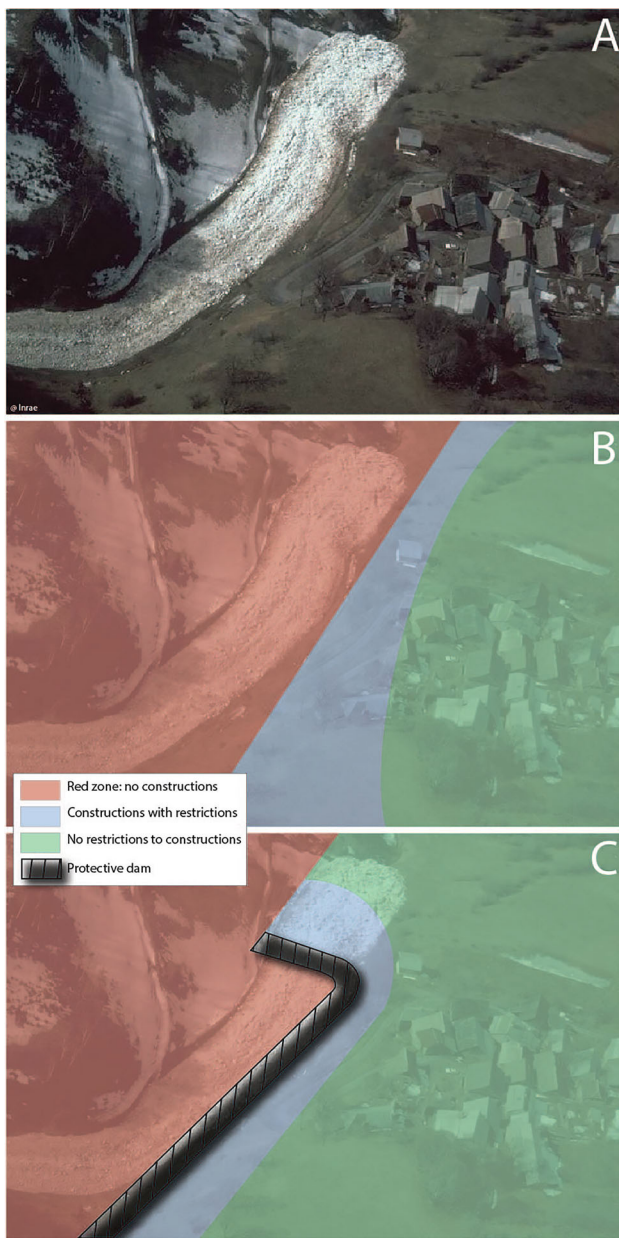 A
@ Inrae
B
Red zone: no constructions
Constructions with restrictions
No restrictions to constructions
Protective dam
C